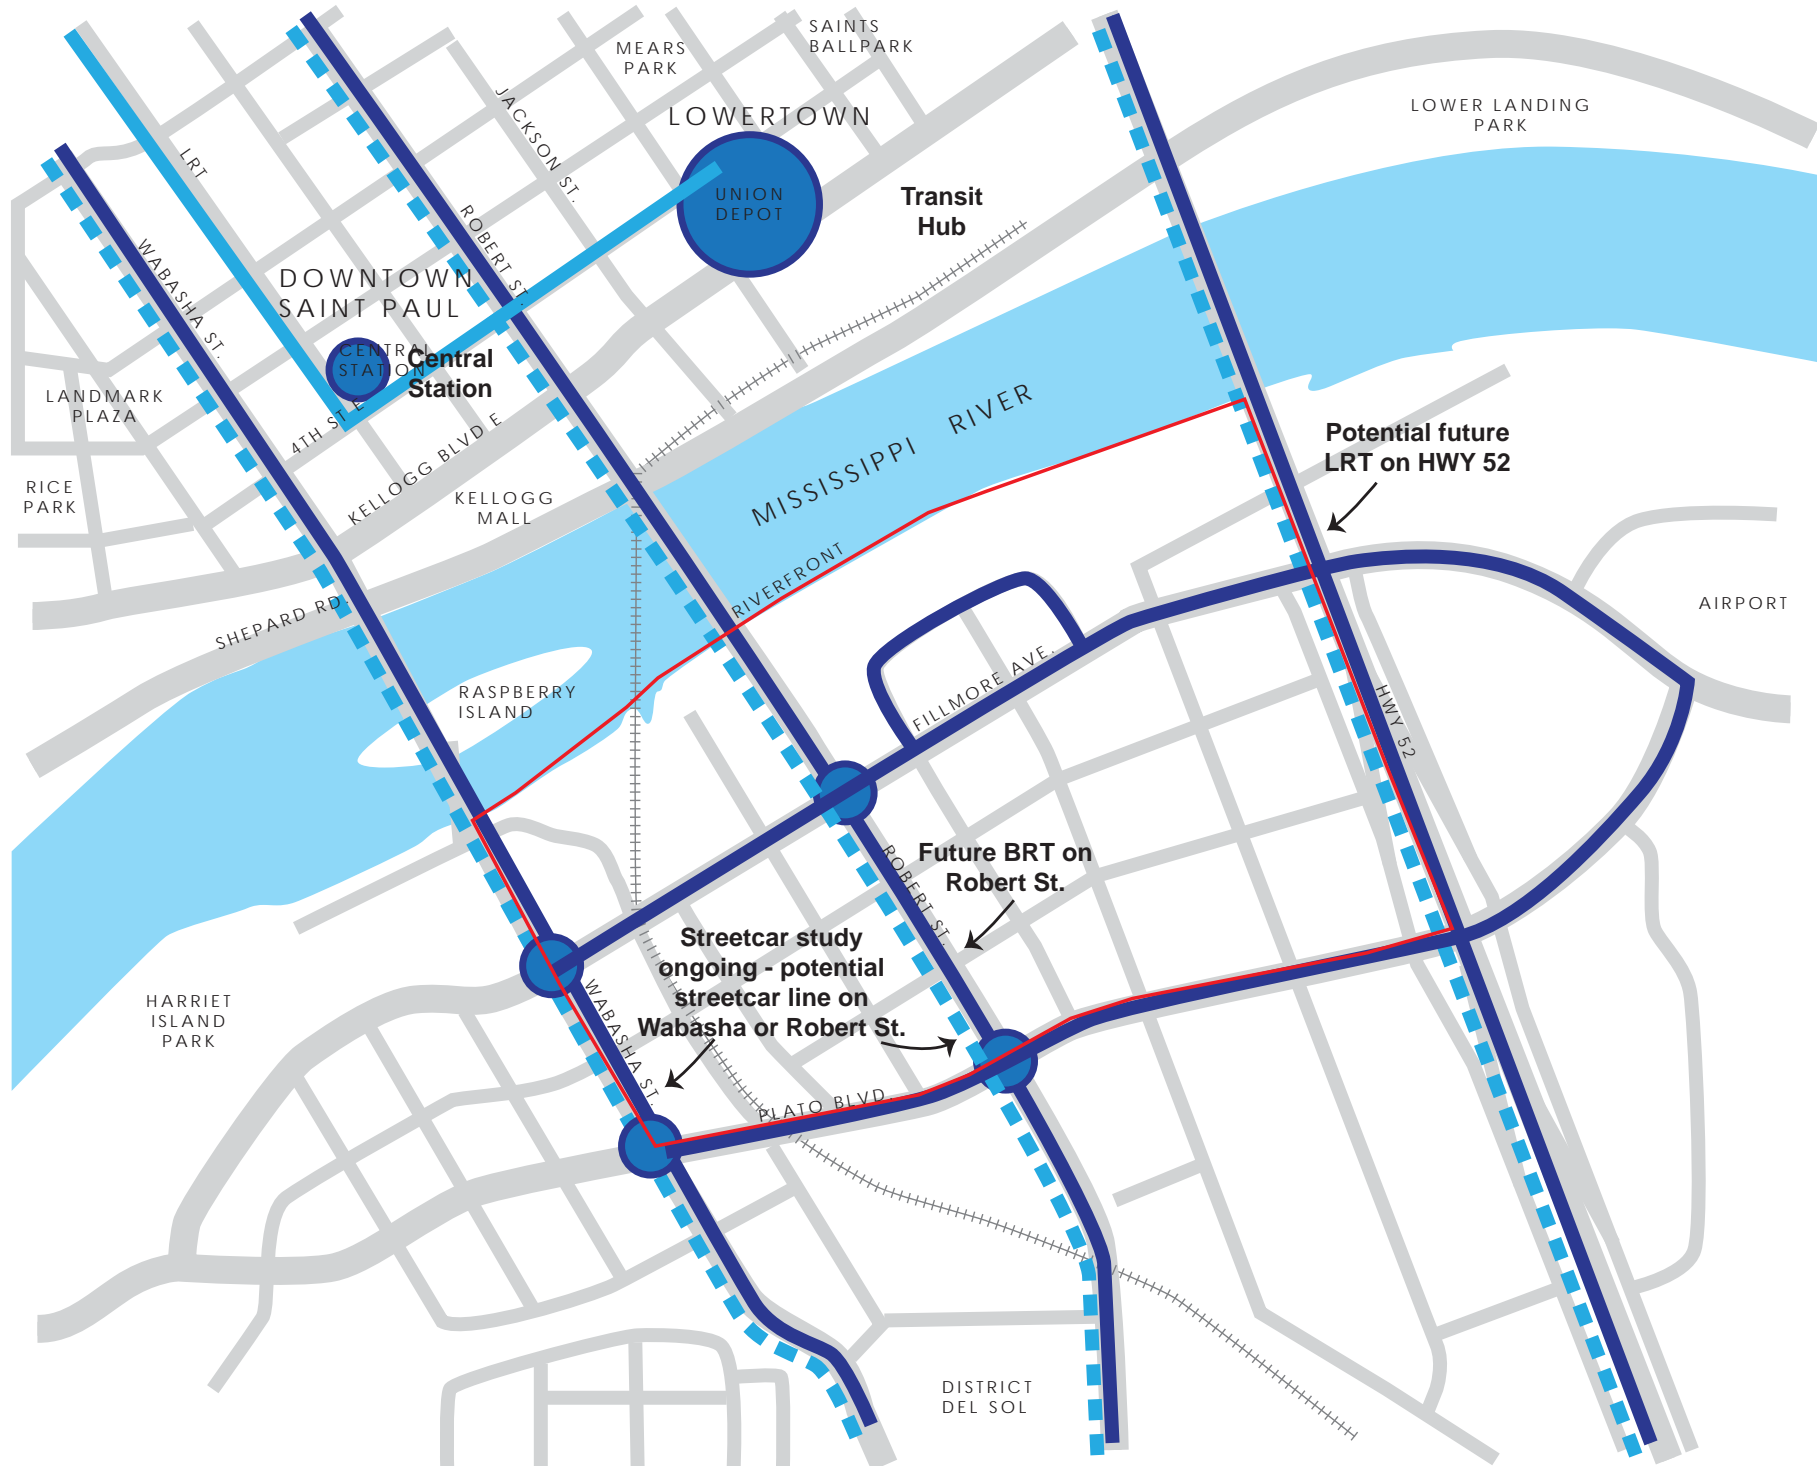 SAINTS
BALLPARK
MEARS
PARK
LOWERTOWN
JACKSON ST.
LOWER LANDING
PARK
LRT
UNION
DEPOT
Transit
Hub
ROBERT ST.
WABASHA ST.
DOWNTOWN
SAINT PAUL
CENTRAL
STATION
Central
Station
LANDMARK
PLAZA
4TH ST E
KELLOGG BLVD E
MISSISSIPPI RIVER
Potential future
LRT on HWY 52
RICE
PARK
KELLOGG
MALL
RIVERFRONT
SHEPARD RD.
AIRPORT
RASPBERRY
ISLAND
FILLMORE AVE.
HWY 52
Future BRT on
Robert St.
ROBERT ST.
Streetcar study
ongoing - potential
streetcar line on
Wabasha or Robert St.
HARRIET
ISLAND
PARK
WABASHA ST.
PLATO BLVD.
DISTRICT
DEL SOL